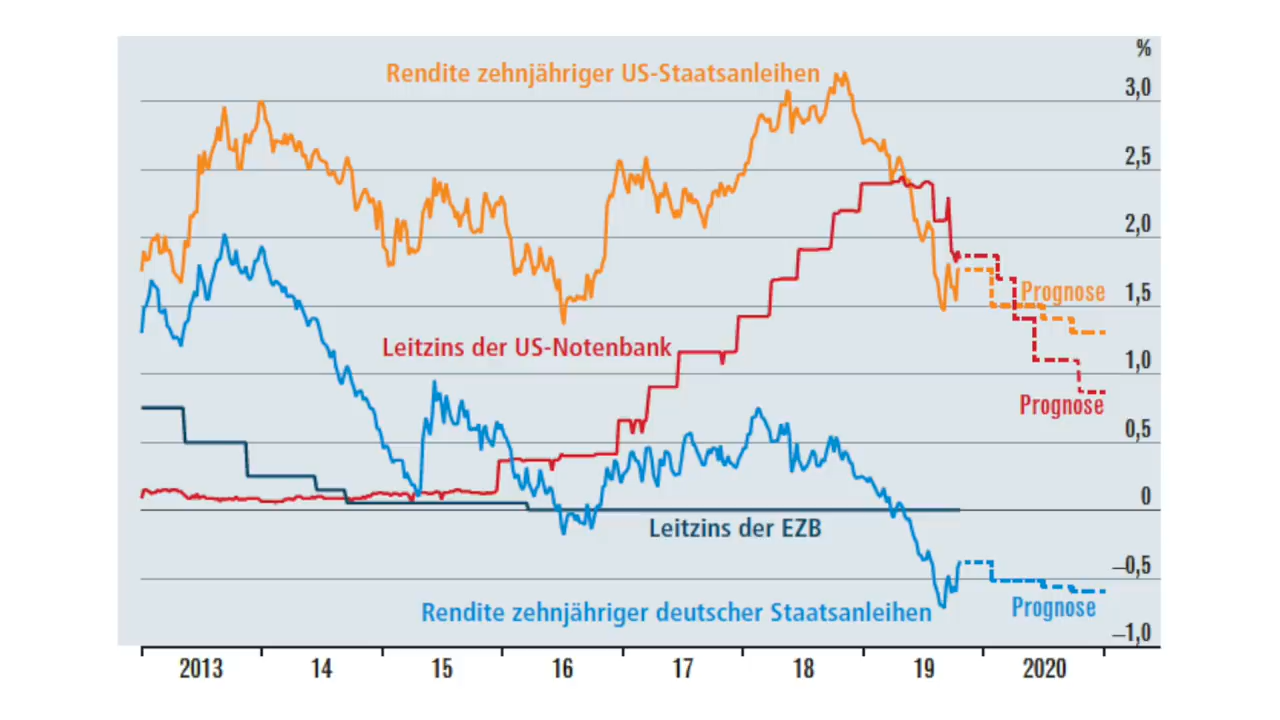 %
Rendite zehnjähriger US-Staatsanleihen
3,0
2,5
2,0
Prognose
1,5
Leitzins der US-Notenbank
1,0
Prognose
0,5
0
Leitzins der EZB
–0,5
Rendite zehnjähriger deutscher Staatsanleihen
Prognose
–1,0
2013 14 15 16 17 18 19 2020